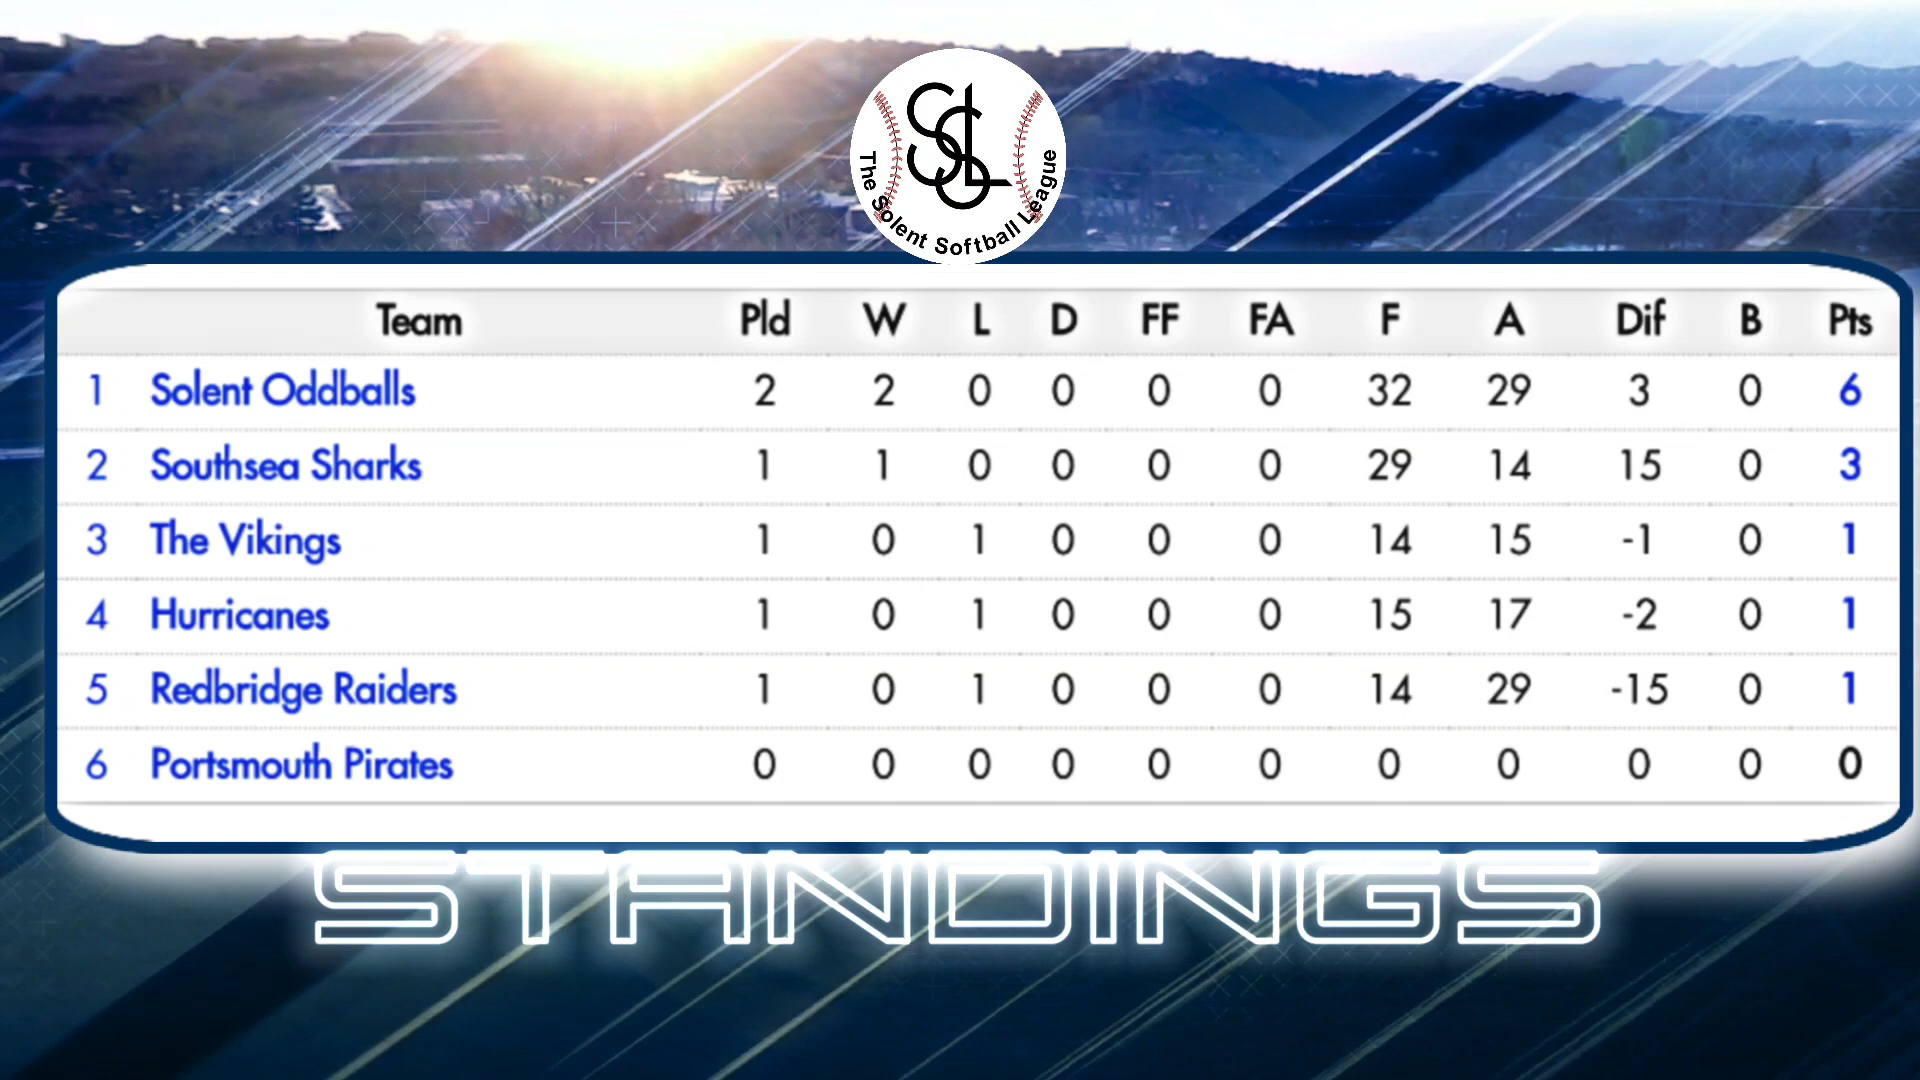 SSL
The Solent Softball League
Team Pld W L D FF FA F A Dif B Pts
1 Solent Oddballs 2 2 0 0 0 0 32 29 3 0 6
2 Southsea Sharks 1 1 0 0 0 0 29 14 15 0 3
3 The Vikings 1 0 1 0 0 0 14 15 -1 0 1
4 Hurricanes 1 0 1 0 0 0 15 17 -2 0 1
5 Redbridge Raiders 1 0 1 0 0 0 14 29 -15 0 1
6 Portsmouth Pirates 0 0 0 0 0 0 0 0 0 0 0
STANDINGS